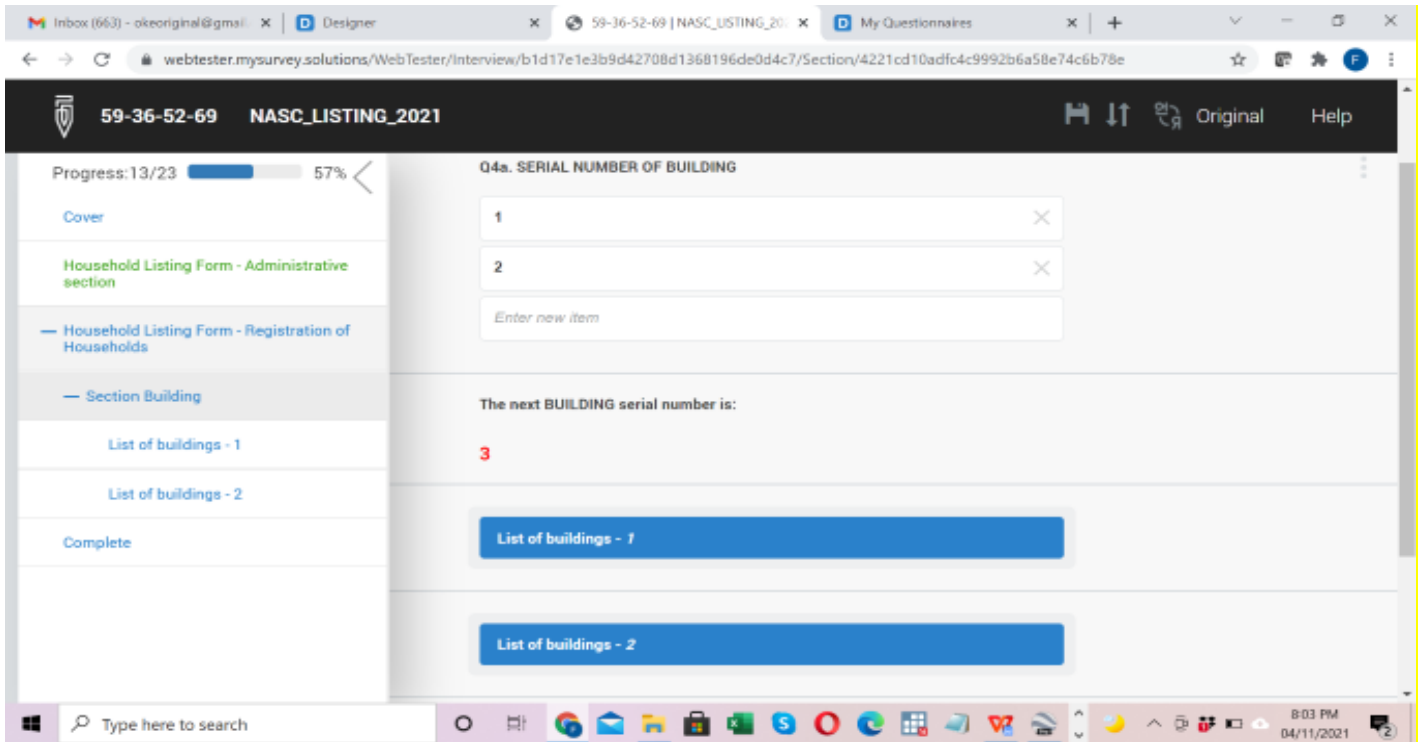 Inbox (663) - okeoriginal@gmail
Designer
59-36-52-69 | NASC_LISTING_20
My Questionnaires
webtester.mysurvey.solutions/WebTester/Interview/b1d17e1e3b9d42708d1368196de0d4c7/Section/4221cd10adfc4c9992b6a58e74c6b78e
F
59-36-52-69 NASC_LISTING_2021
Original
Help
Progress:13/23
57%
Cover
Household Listing Form - Administrative
section
Household Listing Form - Registration of
Households
Section Building
List of buildings - 1
List of buildings - 2
Complete
Q4a. SERIAL NUMBER OF BUILDING
1
2
Enter new item
The next BUILDING serial number is:
3
List of buildings - 1
List of buildings - 2
Type here to search
8:03 PM
04/11/2021
2